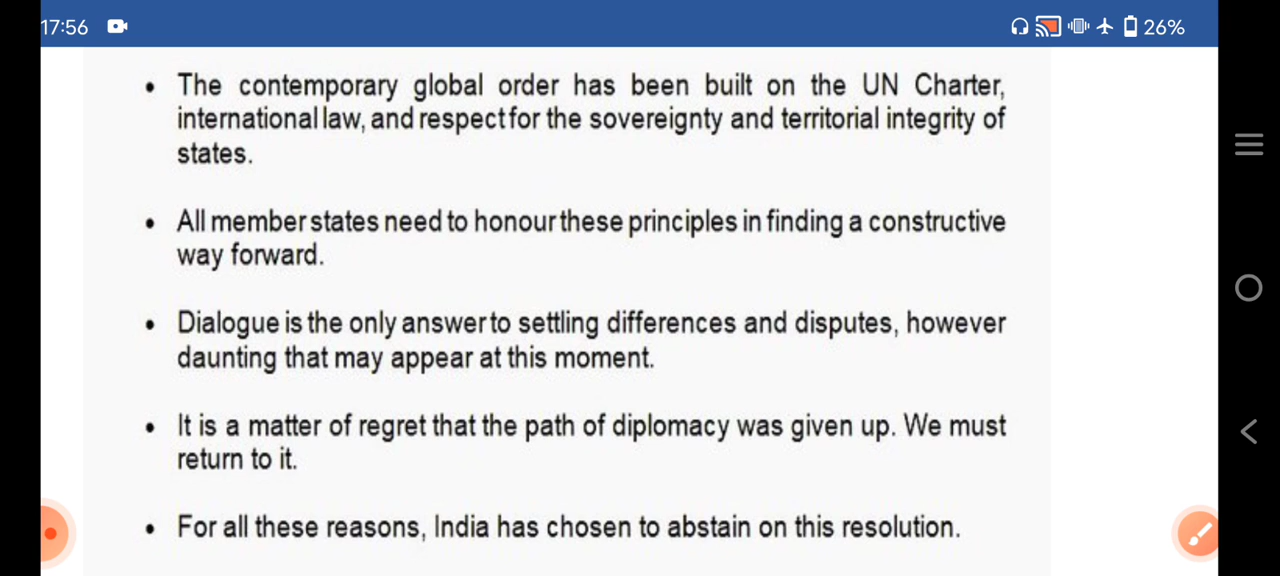 17:56 26%
• The contemporary global order has been built on the UN Charter,
international law, and respect for the sovereignty and territorial integrity of
states.
• All member states need to honour these principles in finding a constructive
way forward.
• Dialogue is the only answer to settling differences and disputes, however
daunting that may appear at this moment.
• It is a matter of regret that the path of diplomacy was given up. We must
return to it.
• For all these reasons, India has chosen to abstain on this resolution.